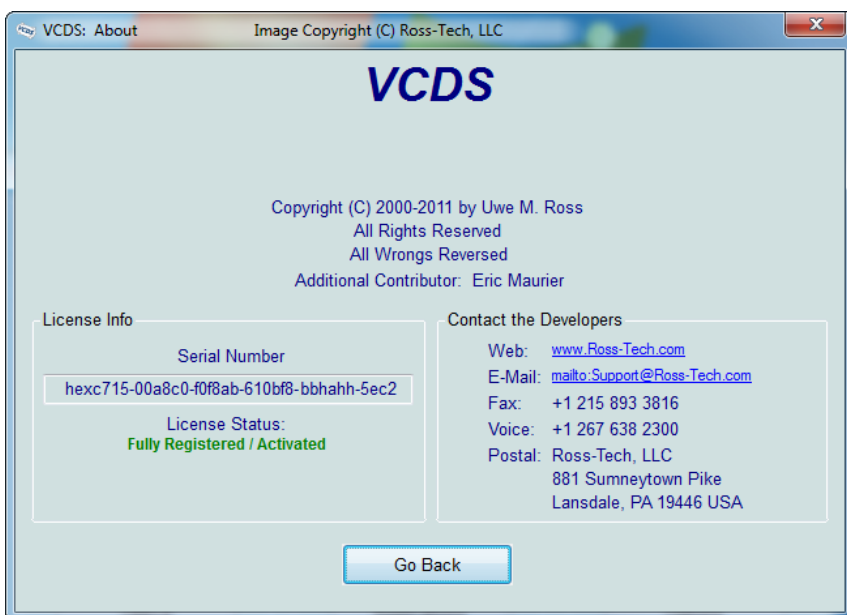 VCDS: About
Image Copyright (C) Ross-Tech, LLC
VCDS
Copyright (C) 2000-2011 by Uwe M. Ross
All Rights Reserved
All Wrongs Reversed
Additional Contributor: Eric Maurier
License Info
Serial Number
hexc715-00a8c0-f0f8ab-610bf8-bbhahh-5ec2
License Status:
Fully Registered / Activated
Contact the Developers
Web: www.Ross-Tech.com
E-Mail: mailto:Support@Ross-Tech.com
Fax: +1 215 893 3816
Voice: +1 267 638 2300
Postal: Ross-Tech, LLC
881 Sumneytown Pike
Lansdale, PA 19446 USA
Go Back